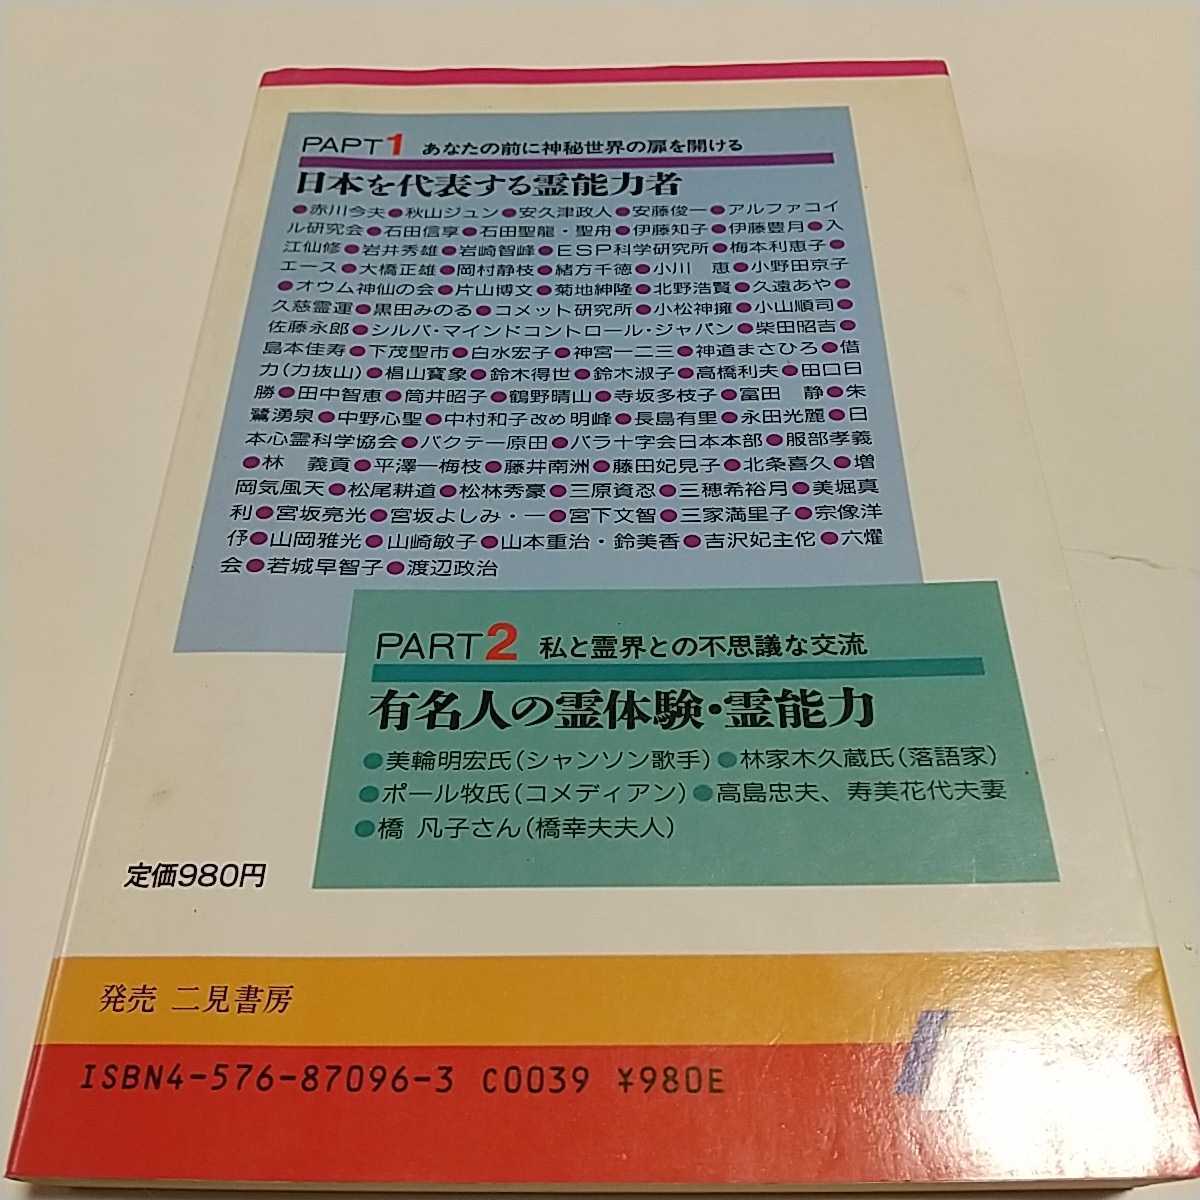 PAPT1 あなたの前に神秘世界の扉を開ける
日本を代表する霊能力者
●赤川今夫●秋山ジュン●安久津政人●安藤俊一●アルファコイ
ル研究会●石田信享●石田聖龍・聖舟●伊藤知子●伊藤豊月●入
江仙修●岩井秀雄●岩崎智峰●ESP科学研究所●梅本利恵子●
エース●大橋正雄●岡村静枝●緒方千徳●小川 恵●小野田京子
●オウム神仙の会●片山博文●菊地紳隆●北野浩賢●久遠あや●
久慈霊運●黒田みのる●コメット研究所●小松神擁●小山順司●
佐藤永郎●シルバ・マインドコントロール・ジャパン●柴田昭吉●
島本佳寿●下茂聖市●白水宏子●神宮一二三●神道まさひろ●偆
力(力抜山)●椙山寳象●鈴木得世●鈴木淑子●高橋利夫●田口日
勝●田中智恵●筒井昭子●鶴野晴山●寺坂多枝子●富田 静●朱
鷺湧泉●中野心聖●中村和子改め明峰●長島有里●永田光麗●日
本心霊科学協会●バクテー原田●バラ十字会日本本部●服部孝義
●林 義貢●平澤一梅枝●藤井南洲●藤田妃見子●北条喜久●増
岡気風天●松尾耕道●松林秀豪●三原資忍●三穂希裕月●美堀真
利●宮坂亮光●宮坂よしみ・一●宮下文智●三家満里子●宗像洋
伃●山岡雅光●山崎敏子●山本重治・鈴美香●吉沢妃主佗●六燿
会●若城早智子●渡辺政治
PART2 私と霊界との不思議な交流
有名人の霊体験・霊能力
●美輪明宏氏(シャンソン歌手)●林家木久蔵氏(落語家)
●ポール牧氏(コメディアン)●高島忠夫、寿美花代夫妻
●橋 凡子さん(橋幸夫夫人)
定価980円
発売 二見書房
ISBN4-576-87096-3 C0039 ¥980E